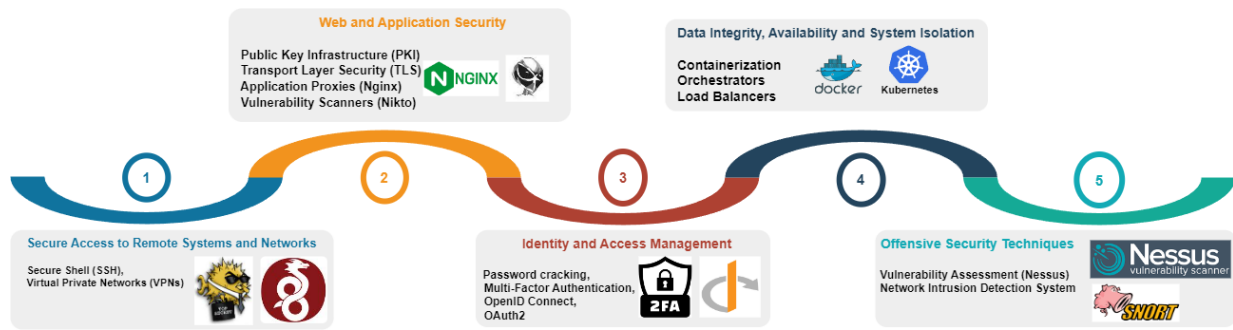 Web and Application Security
Public Key Infrastructure (PKI)
Transport Layer Security (TLS)
Application Proxies (Nginx)
Vulnerability Scanners (Nikto)
NGINX
Data Integrity, Availability and System Isolation
Containerization
Orchestrators
Load Balancers
docker
Kubernetes
1
2
3
4
5
Secure Access to Remote Systems and Networks
Secure Shell (SSH),
Virtual Private Networks (VPNs)
TOP
SECRET
Identity and Access Management
Password cracking,
Multi-Factor Authentication,
OpenID Connect,
OAuth2
2FA
Offensive Security Techniques
Vulnerability Assessment (Nessus)
Network Intrusion Detection System
Nessus
vulnerability scanner
SNORT